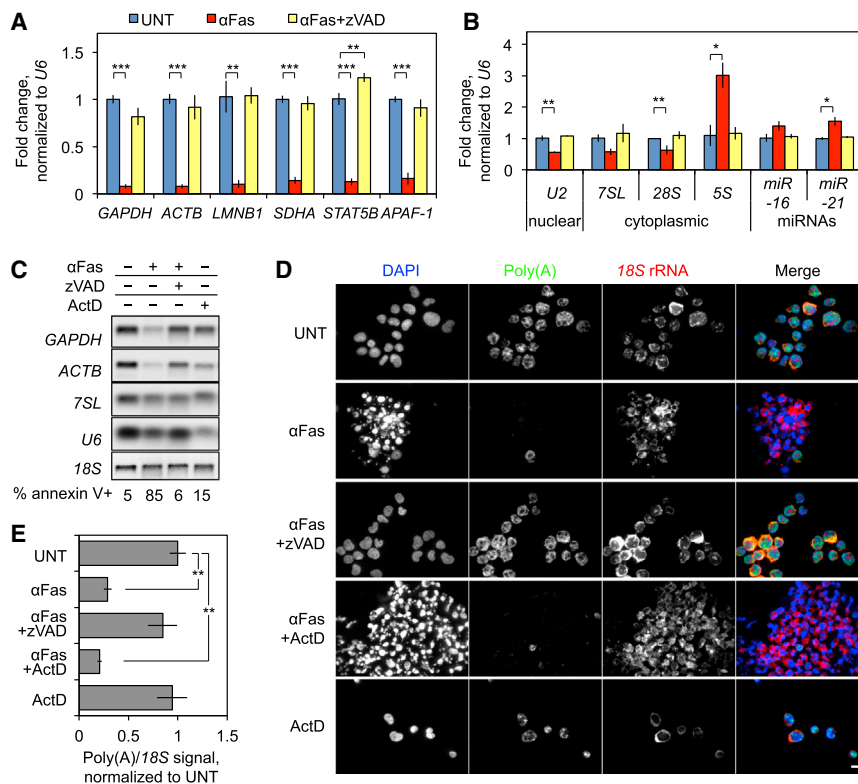 A
UNT αFas αFas+zVAD
Fold change,
normalized to U6
1.5
1
0.5
0
*** *** ** *** *** ** ***
GAPDH ACTB LMNB1 SDHA STAT5B APAF-1
B
Fold change,
normalized to U6
4
3
2
1
0
** ** * *
U2 7SL 28S 5S miR
-16 miR
-21
nuclear cytoplasmic miRNAs
C
αFas − + + −
zVAD − − + −
ActD − − − +
GAPDH
ACTB
7SL
U6
18S
% annexin V+ 5 85 6 15
D
DAPI Poly(A) 18S rRNA Merge
UNT
αFas
αFas
+zVAD
αFas
+ActD
ActD
E
UNT
αFas
αFas
+zVAD
αFas
+ActD
ActD
**
**
0 0.5 1 1.5
Poly(A)/18S signal,
normalized to UNT